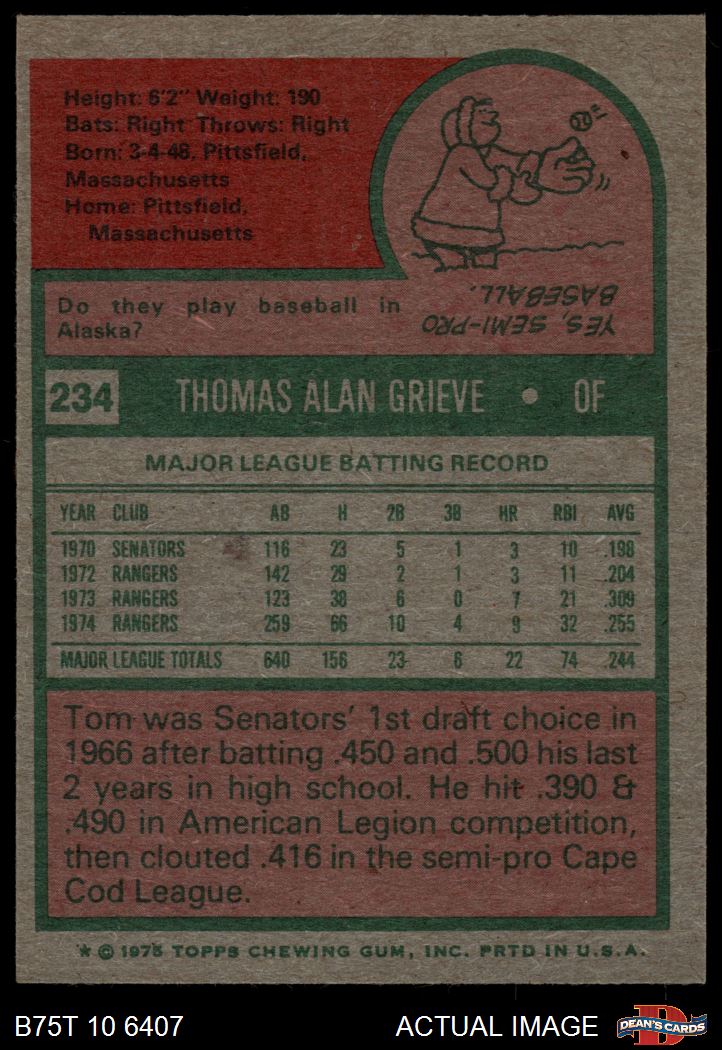 Height: 6'2" Weight: 190
Bats: Right Throws: Right
Born: 3-4-48, Pittsfield,
Massachusetts
Home: Pittsfield,
Massachusetts
Do they play baseball in
Alaska?
YES, SEMI-PRO
BASEBALL.
234 THOMAS ALAN GRIEVE • OF
MAJOR LEAGUE BATTING RECORD
YEAR CLUB AB H 2B 3B HR RBI AVG
1970 SENATORS 116 23 5 1 3 10 .198
1972 RANGERS 142 29 2 1 3 11 .204
1973 RANGERS 123 38 6 0 7 21 .309
1974 RANGERS 259 66 10 4 9 32 .255
MAJOR LEAGUE TOTALS 640 156 23 6 22 74 .244
Tom was Senators' 1st draft choice in
1966 after batting .450 and .500 his last
2 years in high school. He hit .390 &
.490 in American Legion competition,
then clouted .416 in the semi-pro Cape
Cod League.
* © 1975 TOPPS CHEWING GUM, INC. PRTD IN U.S.A.
B75T 10 6407 ACTUAL IMAGE
D
DEAN'S CARDS